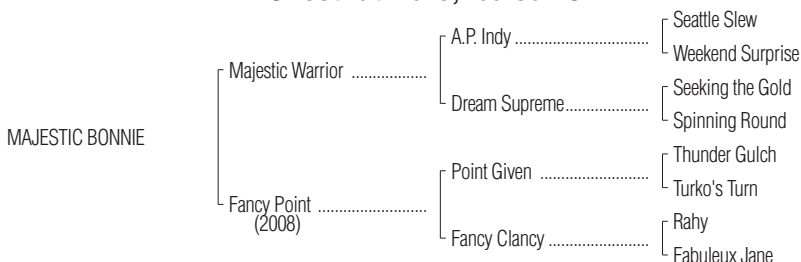 Seattle Slew
A.P. Indy ....................................
Weekend Surprise
Majestic Warrior ...................
Seeking the Gold
Dream Supreme......................
Spinning Round
MAJESTIC BONNIE
Thunder Gulch
Point Given .............................
Turko's Turn
Fancy Point ...........................
(2008)
Rahy
Fancy Clancy ..........................
Fabuleux Jane